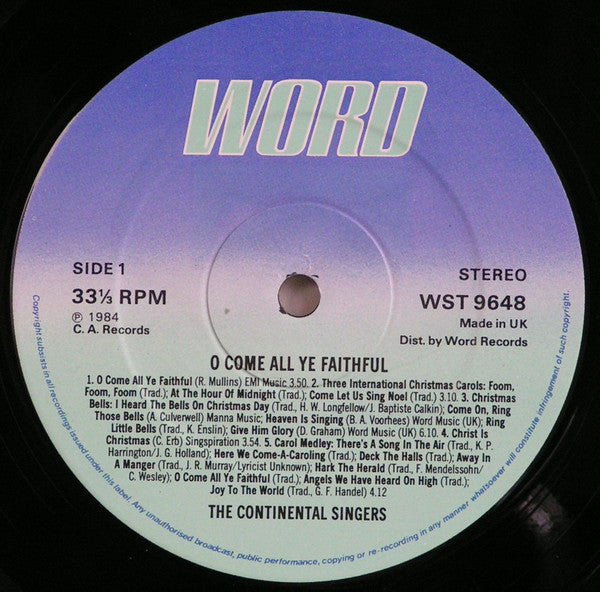 WORD
SIDE 1
33⅓ RPM
℗ 1984
C. A. Records
STEREO
WST 9648
Made in UK
Dist. by Word Records
O COME ALL YE FAITHFUL
1. O Come All Ye Faithful (R. Mullins) EMI Music 3.50. 2. Three International Christmas Carols: Foom,
Foom, Foom (Trad.); At The Hour Of Midnight (Trad.); Come Let Us Sing Noel (Trad.) 3.10. 3. Christmas
Bells: I Heard The Bells On Christmas Day (Trad., H. W. Longfellow/J. Baptiste Calkin); Come On, Ring
Those Bells (A. Culverwell) Manna Music; Heaven Is Singing (B. A. Voorhees) Word Music (UK); Ring
Little Bells (Trad., K. Enslin); Give Him Glory (D. Graham) Word Music (UK) 6.10. 4. Christ Is
Christmas (C. Erb) Singspiration 3.54. 5. Carol Medley: There's A Song In The Air (Trad., K. P.
Harrington/J. G. Holland); Here We Come-A-Caroling; Deck The Halls (Trad.); Away In
A Manger (Trad., J. R. Murray/Lyricist Unknown); Hark The Herald (Trad., F. Mendelssohn/
C. Wesley); O Come All Ye Faithful (Trad.); Angels We Have Heard On High (Trad.);
Joy To The World (Trad., G. F. Handel) 4.12
THE CONTINENTAL SINGERS
Copyright subsists in all recordings issued under this label. Any unauthorised broadcast, public performance, copying or re-recording in any manner whatsoever will constitute infringement of such copyright.